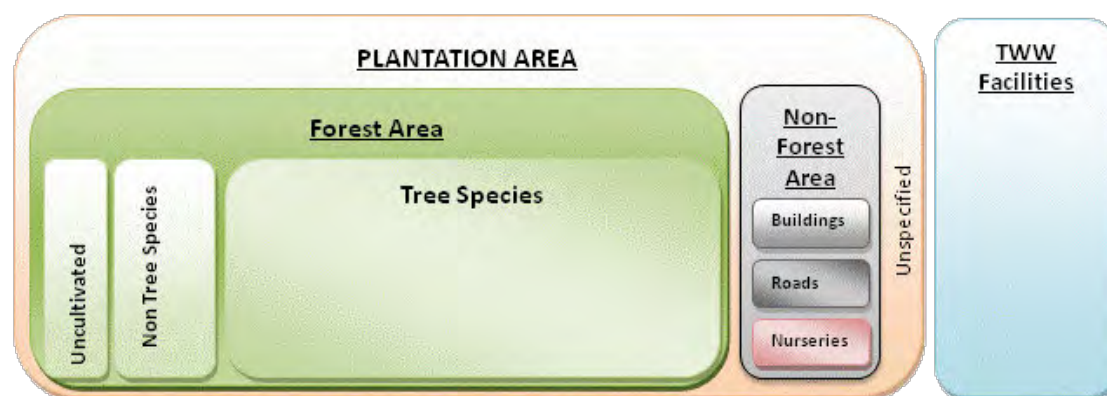 PLANTATION AREA
Forest Area
Uncultivated
Non Tree Species
Tree Species
Non-
Forest
Area
Buildings
Roads
Nurseries
Unspecified
TWW
Facilities